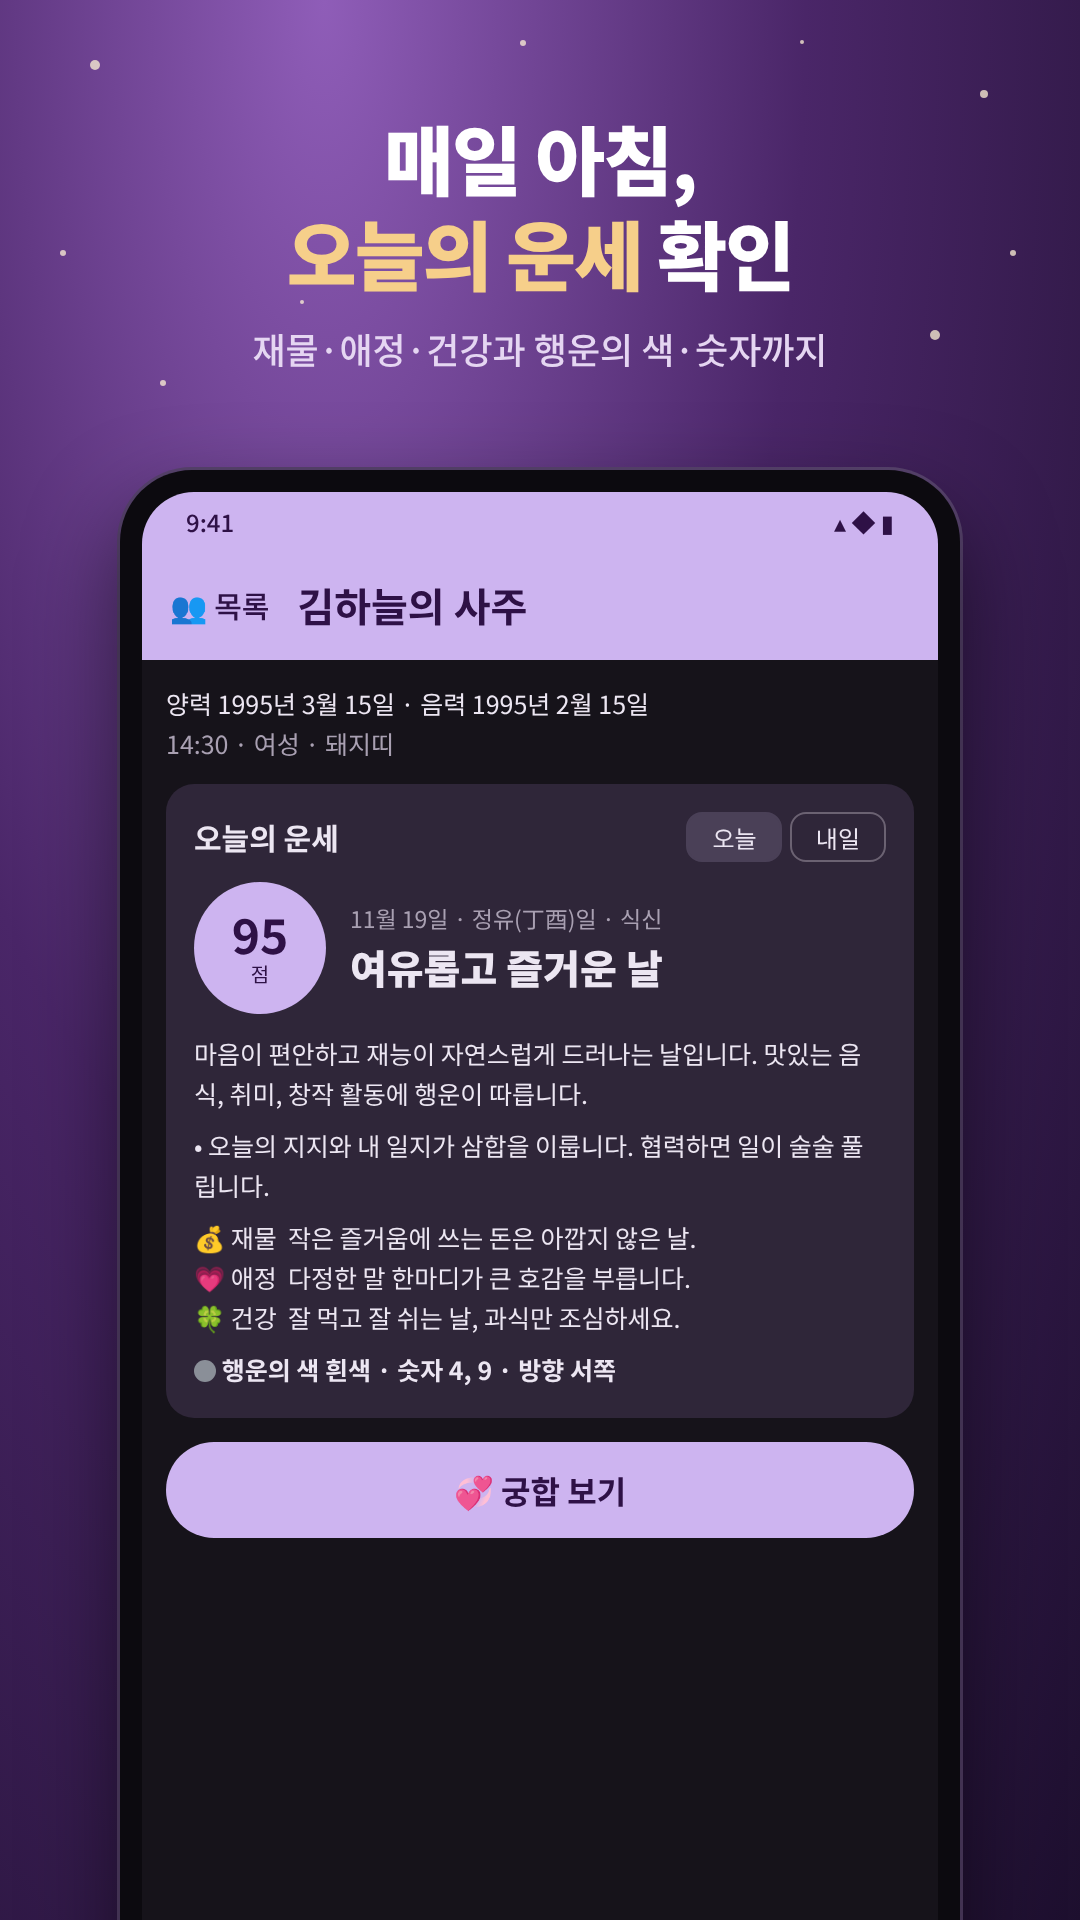 매일 아침,
오늘의 운세 확인
재물·애정·건강과 행운의 색·숫자까지
9:41
목록 김하늘의 사주
양력 1995년 3월 15일 · 음력 1995년 2월 15일
14:30 · 여성 · 돼지띠
오늘의 운세
오늘 내일
95
점
11월 19일 · 정유(丁酉)일 · 식신
여유롭고 즐거운 날
마음이 편안하고 재능이 자연스럽게 드러나는 날입니다. 맛있는 음
식, 취미, 창작 활동에 행운이 따릅니다.
• 오늘의 지지와 내 일지가 삼합을 이룹니다. 협력하면 일이 술술 풀
립니다.
💰 재물 작은 즐거움에 쓰는 돈은 아깝지 않은 날.
💗 애정 다정한 말 한마디가 큰 호감을 부릅니다.
🍀 건강 잘 먹고 잘 쉬는 날, 과식만 조심하세요.
행운의 색 흰색 · 숫자 4, 9 · 방향 서쪽
💞 궁합 보기